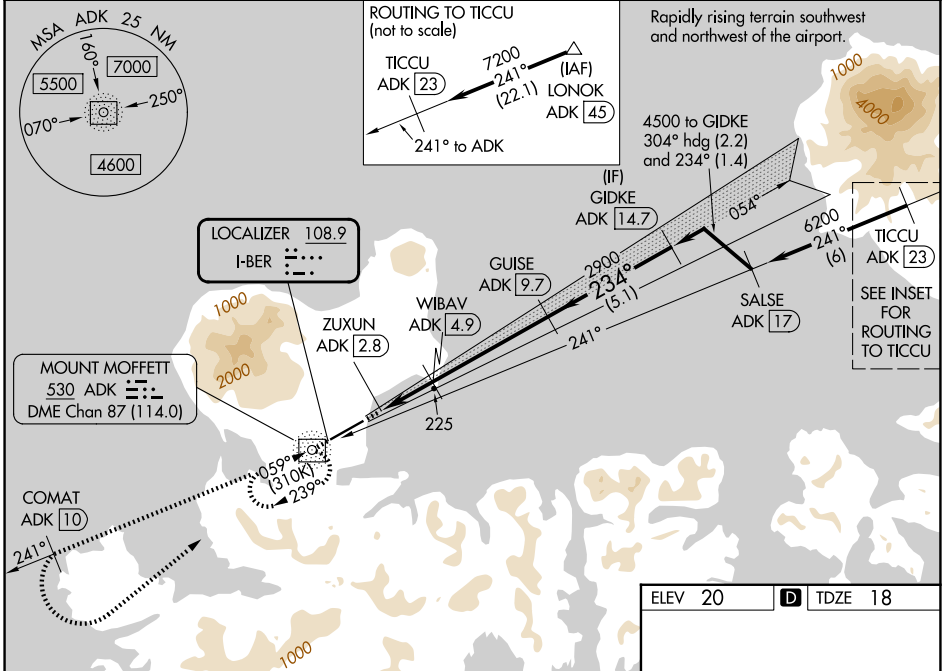 MSA ADK 25 NM
160°
5500
7000
250°
070°
4600
ROUTING TO TICCU
(not to scale)
TICCU
ADK 23
7200
241°
(22.1)
(IAF)
LONOK
ADK 45
241° to ADK
Rapidly rising terrain southwest
and northwest of the airport.
1000
4000
4500 to GIDKE
304° hdg (2.2)
and 234° (1.4)
(IF)
GIDKE
ADK 14.7
054°
6200
241°
(6)
TICCU
ADK 23
SEE INSET
FOR
ROUTING
TO TICCU
LOCALIZER 108.9
I-BER
GUISE
ADK 9.7
2900
234°
(5.1)
241°
SALSE
ADK 17
WIBAV
ADK 4.9
ZUXUN
ADK 2.8
225
1000
2000
MOUNT MOFFETT
530 ADK
DME Chan 87 (114.0)
059°
(310K)
239°
COMAT
ADK 10
241°
1000
ELEV 20
D
TDZE 18